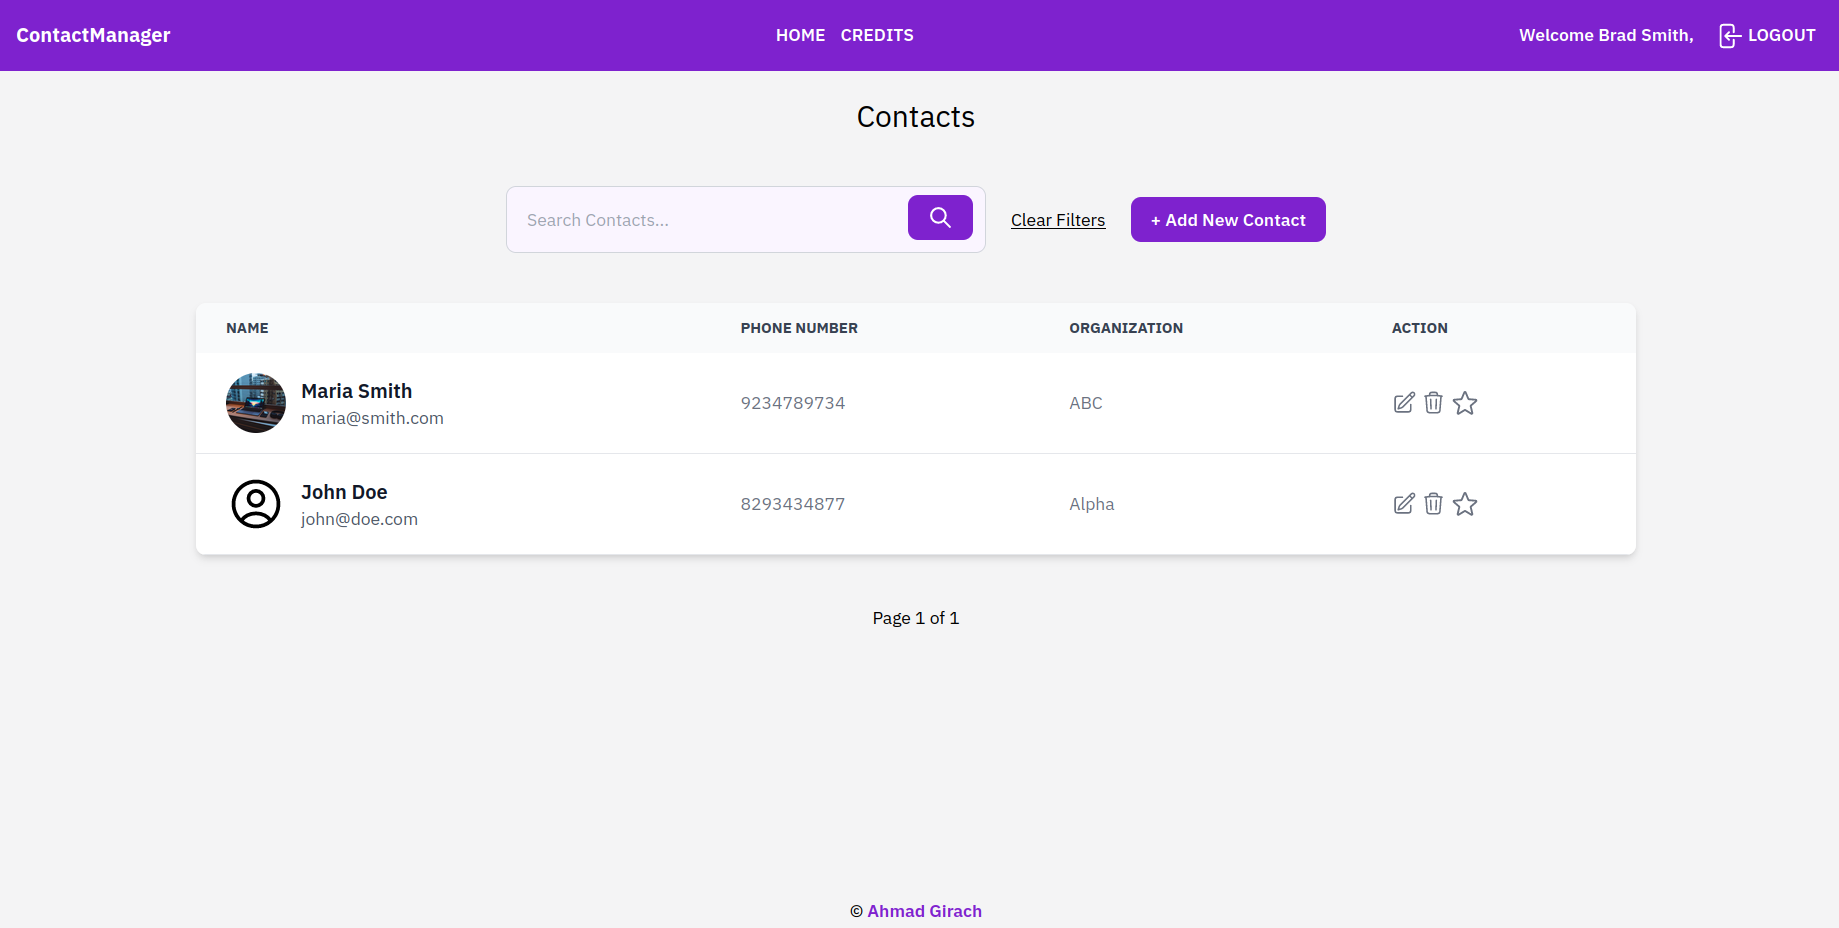 ContactManager
HOME CREDITS
Welcome Brad Smith,
LOGOUT
Contacts
Search Contacts...
Clear Filters
+ Add New Contact
NAME PHONE NUMBER ORGANIZATION ACTION
Maria Smith
maria@smith.com
9234789734
ABC
John Doe
john@doe.com
8293434877
Alpha
Page 1 of 1
© Ahmad Girach